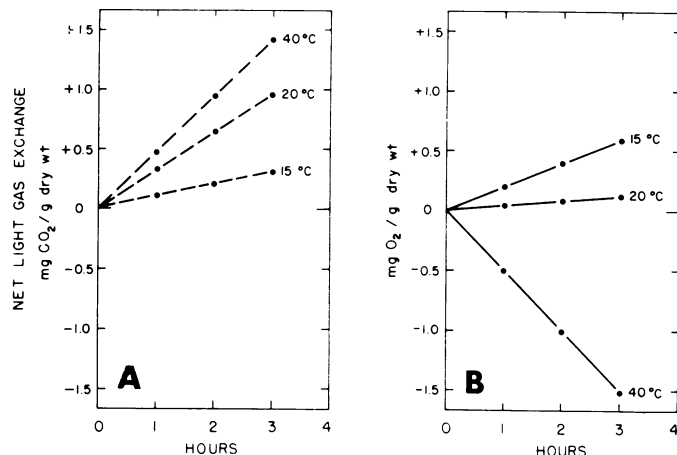 NET LIGHT GAS EXCHANGE
mg CO₂ / g dry wt
+1.5
+1.0
+0.5
0
-0.5
-1.0
-1.5
40°C
20°C
15°C
A
0 1 2 3 4
HOURS
mg O₂ / g dry wt
+1.5
+1.0
+0.5
0
-0.5
-1.0
-1.5
15 °C
20°C
40°C
B
0 1 2 3 4
HOURS